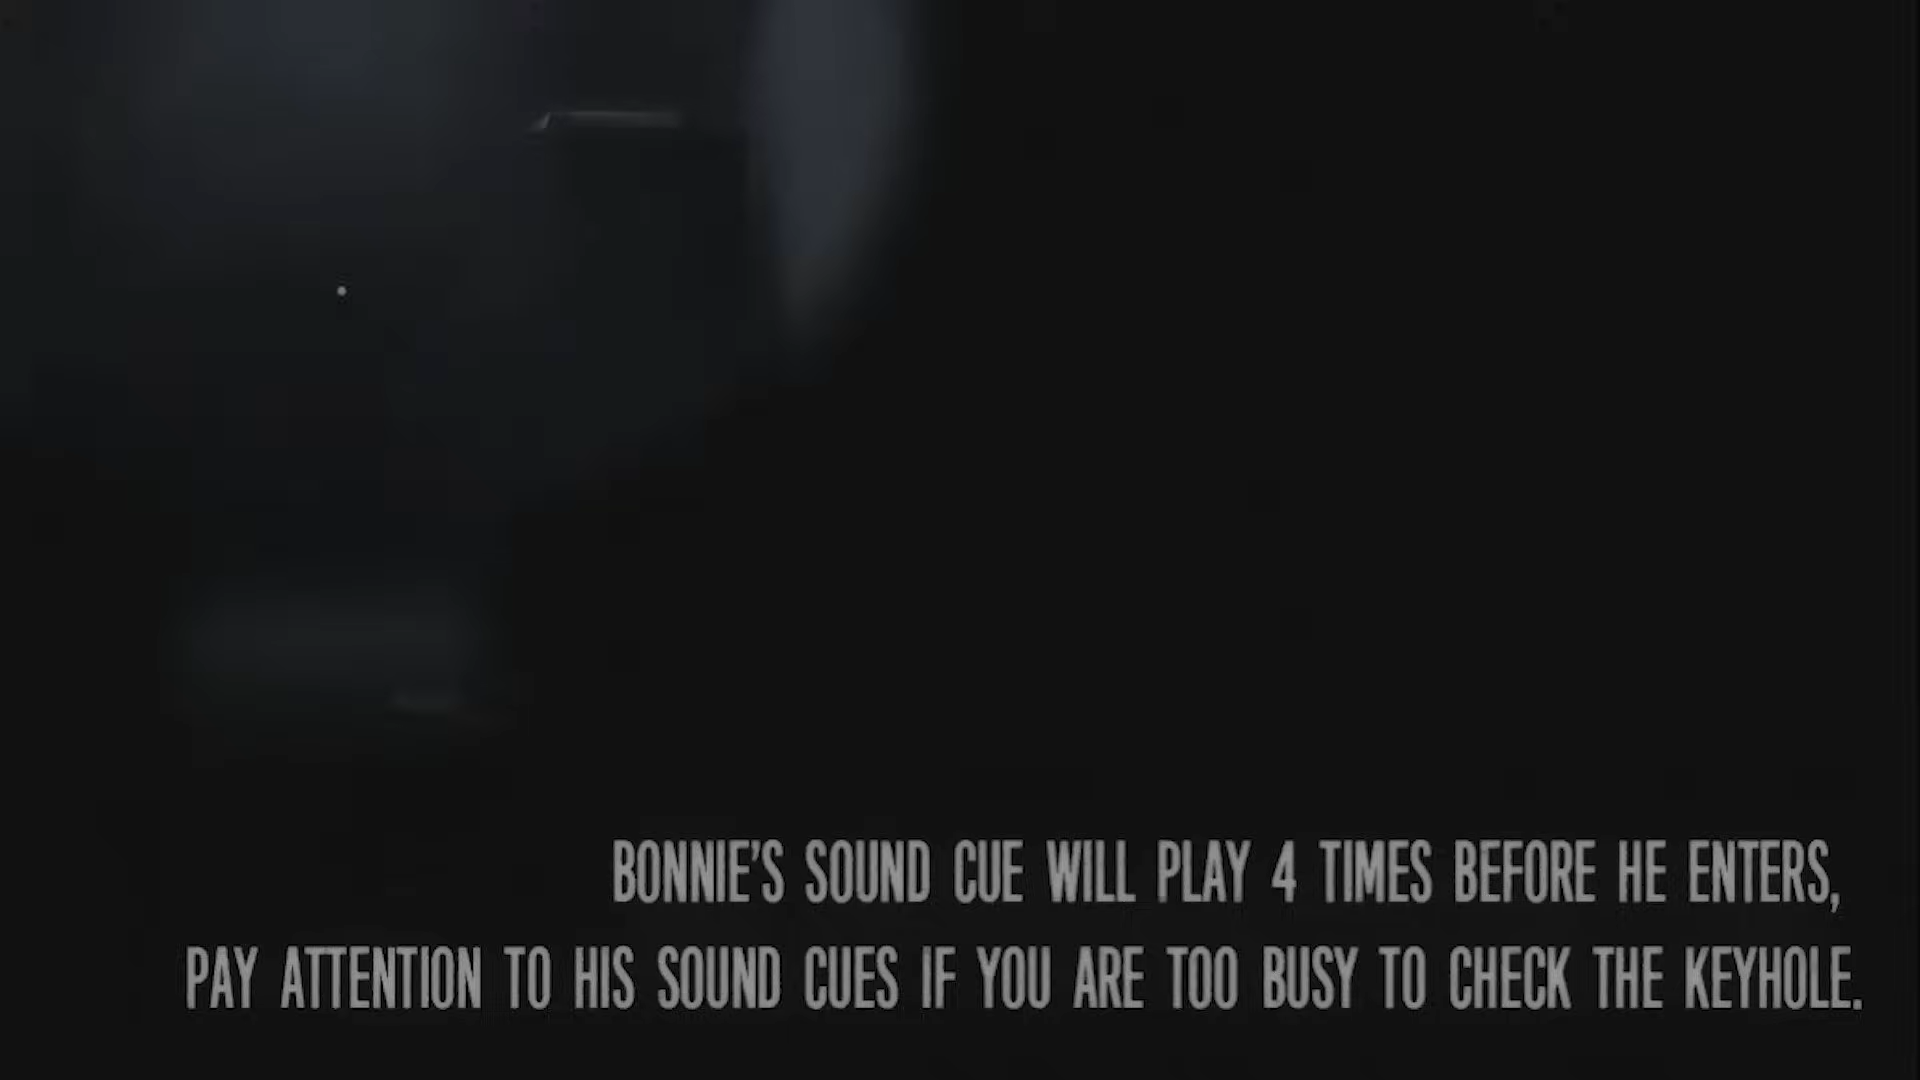 BONNIE'S SOUND CUE WILL PLAY 4 TIMES BEFORE HE ENTERS,
PAY ATTENTION TO HIS SOUND CUES IF YOU ARE TOO BUSY TO CHECK THE KEYHOLE.